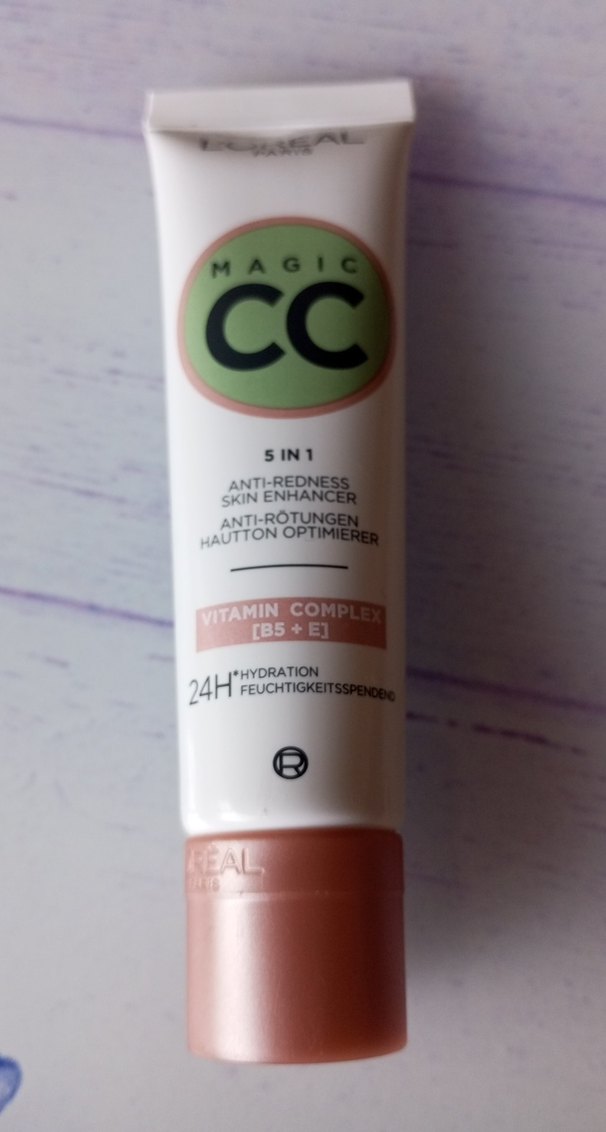 L'ORÉAL
PARIS
MAGIC
CC
5 IN 1
ANTI-REDNESS
SKIN ENHANCER
ANTI-RÖTUNGEN
HAUTTON OPTIMIERER
VITAMIN COMPLEX
[B5 + E]
24H* HYDRATION
FEUCHTIGKEITSSPENDEND
RÉAL
PARIS